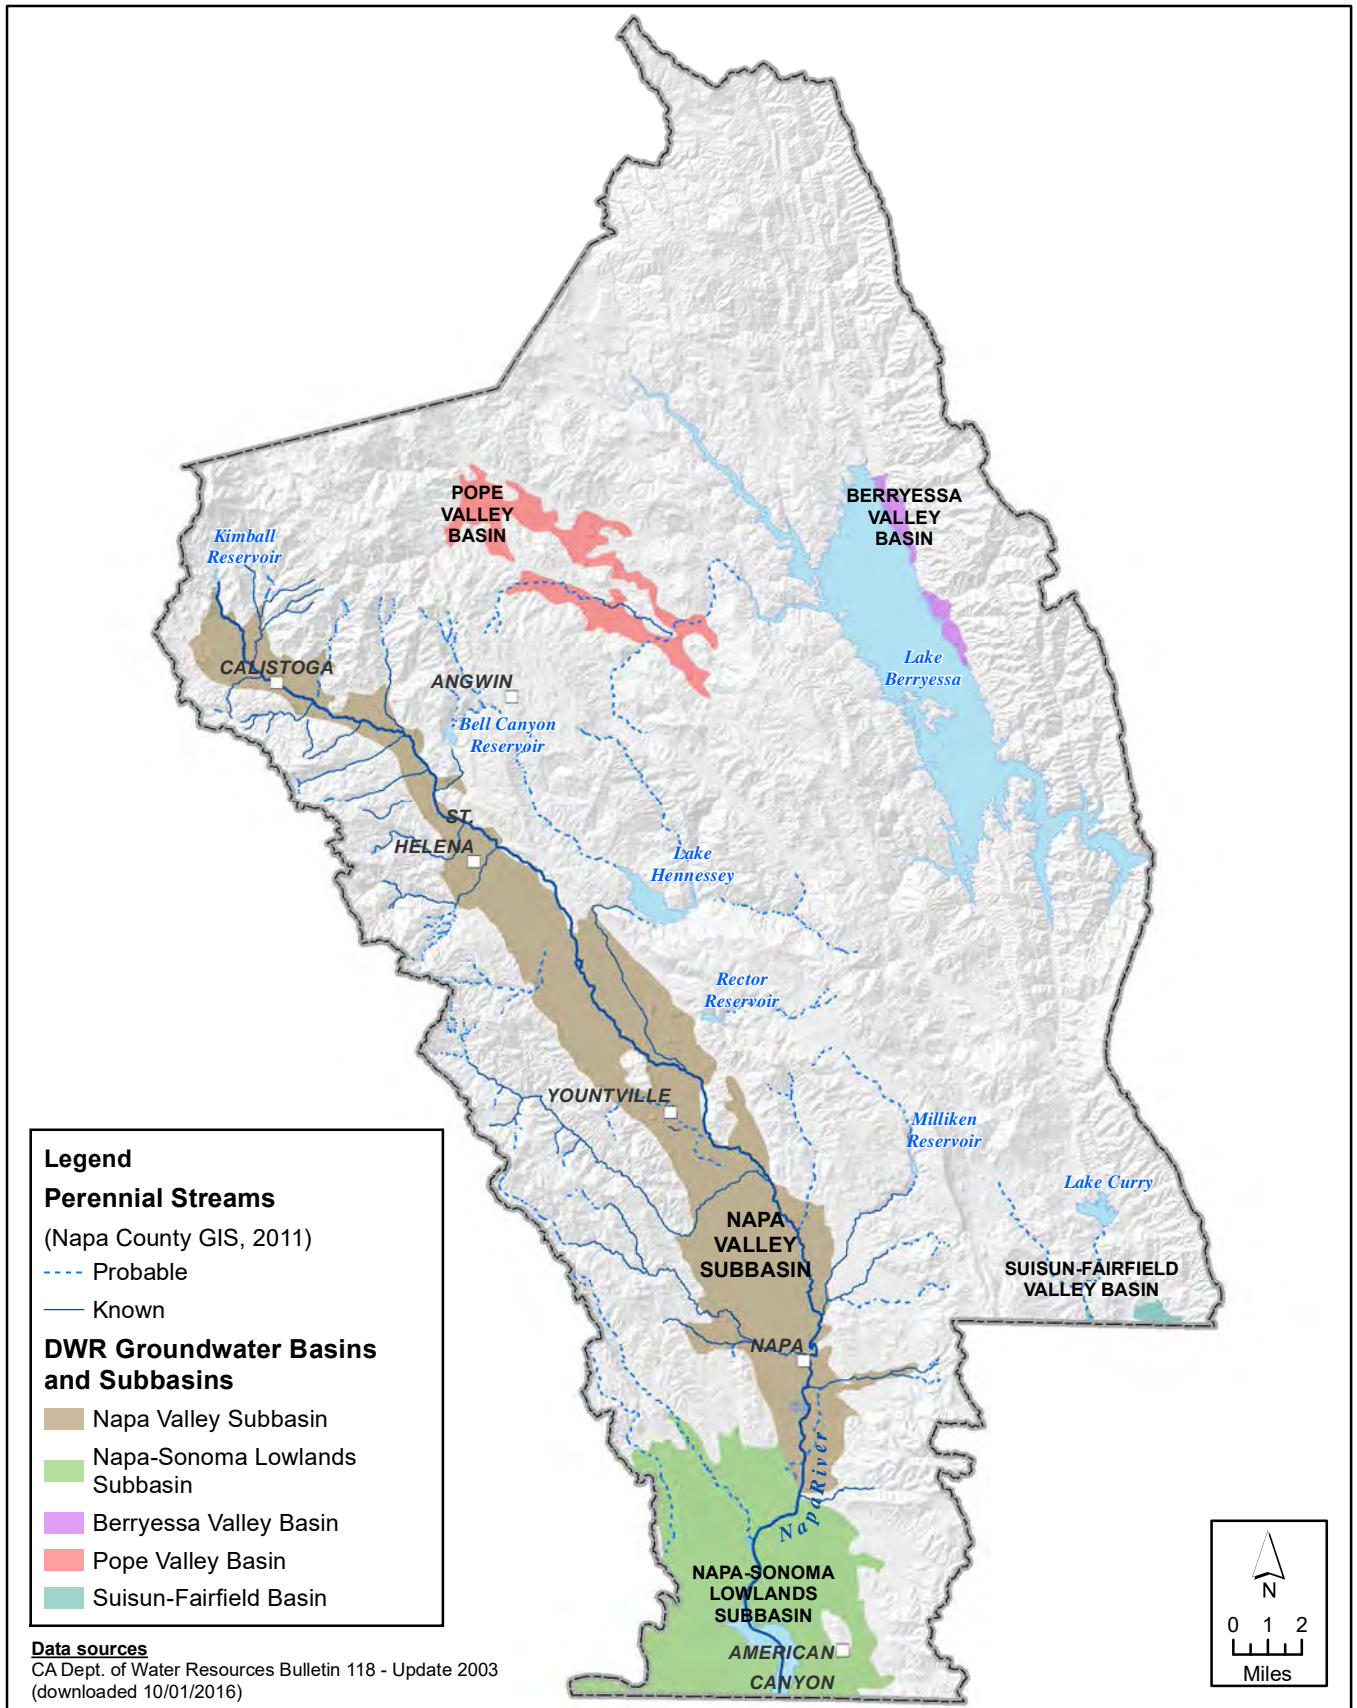 POPE
VALLEY
BASIN
BERRYESSA
VALLEY
BASIN
Kimball
Reservoir
CALISTOGA
ANGWIN
Lake
Berryessa
Bell Canyon
Reservoir
ST.
HELENA
Lake
Hennessey
Rector
Reservoir
YOUNTVILLE
Milliken
Reservoir
Lake Curry
NAPA
VALLEY
SUBBASIN
SUISUN-FAIRFIELD
VALLEY BASIN
NAPA
Napa River
NAPA-SONOMA
LOWLANDS
SUBBASIN
AMERICAN
CANYON
Legend
Perennial Streams
(Napa County GIS, 2011)
Probable
Known
DWR Groundwater Basins
and Subbasins
Napa Valley Subbasin
Napa-Sonoma Lowlands
Subbasin
Berryessa Valley Basin
Pope Valley Basin
Suisun-Fairfield Basin
Data sources
CA Dept. of Water Resources Bulletin 118 - Update 2003
(downloaded 10/01/2016)
N
0 1 2
Miles